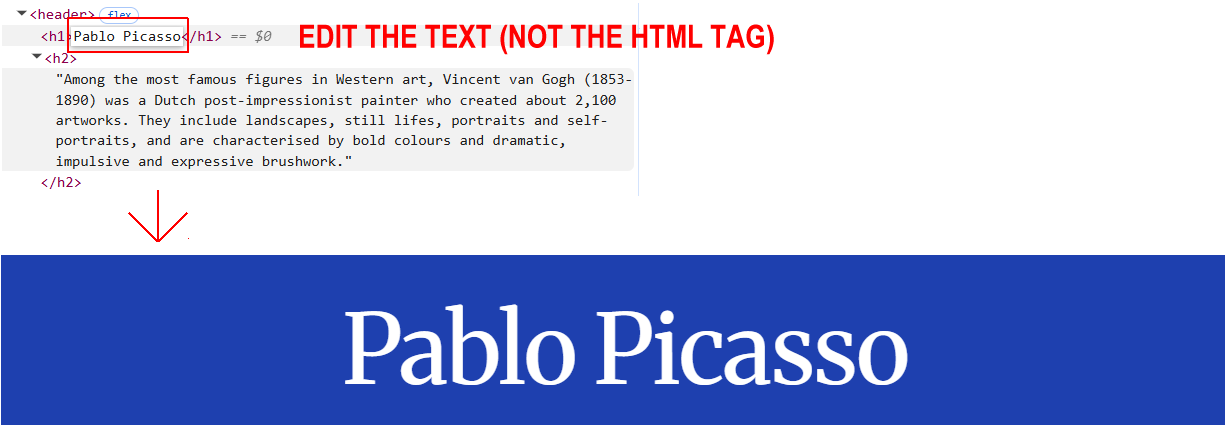 <header> flex
<h1>Pablo Picasso</h1> == $0 EDIT THE TEXT (NOT THE HTML TAG)
<h2>
"Among the most famous figures in Western art, Vincent van Gogh (1853-
1890) was a Dutch post-impressionist painter who created about 2,100
artworks. They include landscapes, still lifes, portraits and self-
portraits, and are characterised by bold colours and dramatic,
impulsive and expressive brushwork."
</h2>
Pablo Picasso